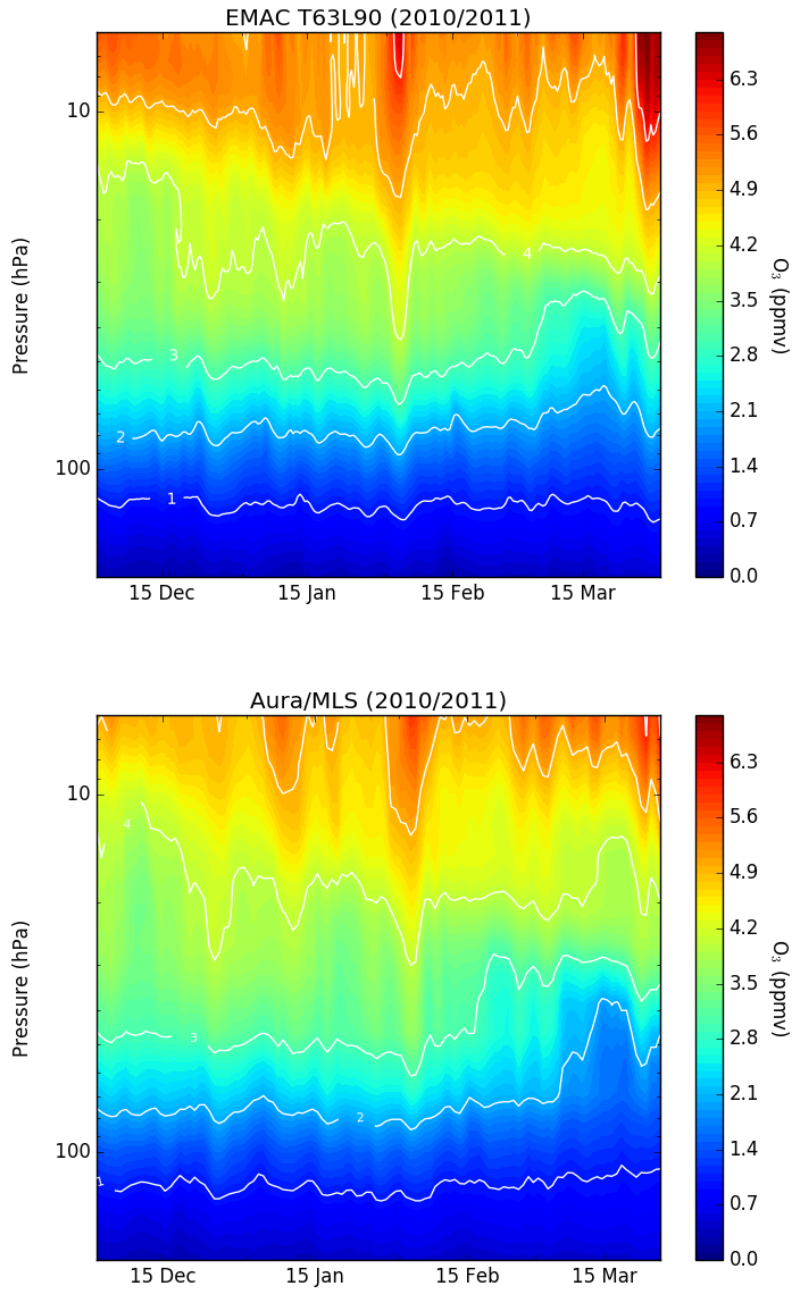 EMAC T63L90 (2010/2011)
10
100
Pressure (hPa)
4
3
2
1
15 Dec
15 Jan
15 Feb
15 Mar
6.3
5.6
4.9
4.2
3.5
2.8
2.1
1.4
0.7
0.0
O₃ (ppmv)
Aura/MLS (2010/2011)
10
100
Pressure (hPa)
4
3
2
1
15 Dec
15 Jan
15 Feb
15 Mar
6.3
5.6
4.9
4.2
3.5
2.8
2.1
1.4
0.7
0.0
O₃ (ppmv)